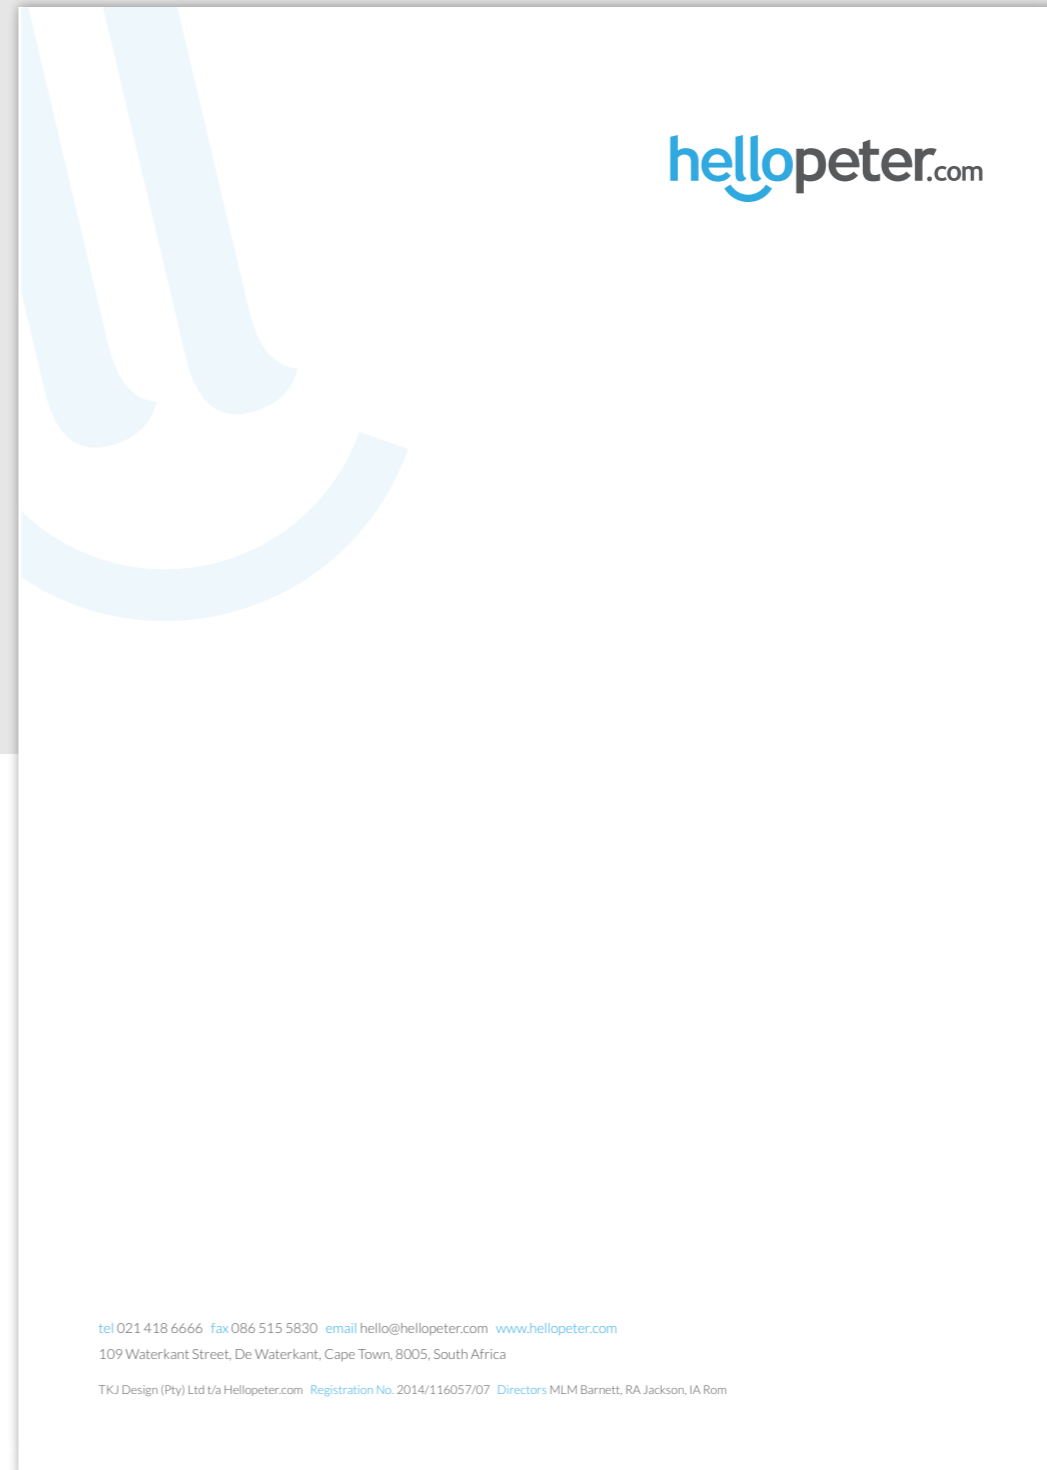 hellopeter.com
tel 021 418 6666 fax 086 515 5830 email hello@hellopeter.com www.hellopeter.com
109 Waterkant Street, De Waterkant, Cape Town, 8005, South Africa
TKJ Design (Pty) Ltd t/a Hellopeter.com Registration No. 2014/116057/07 Directors MLM Barnett, RA Jackson, IA Rom